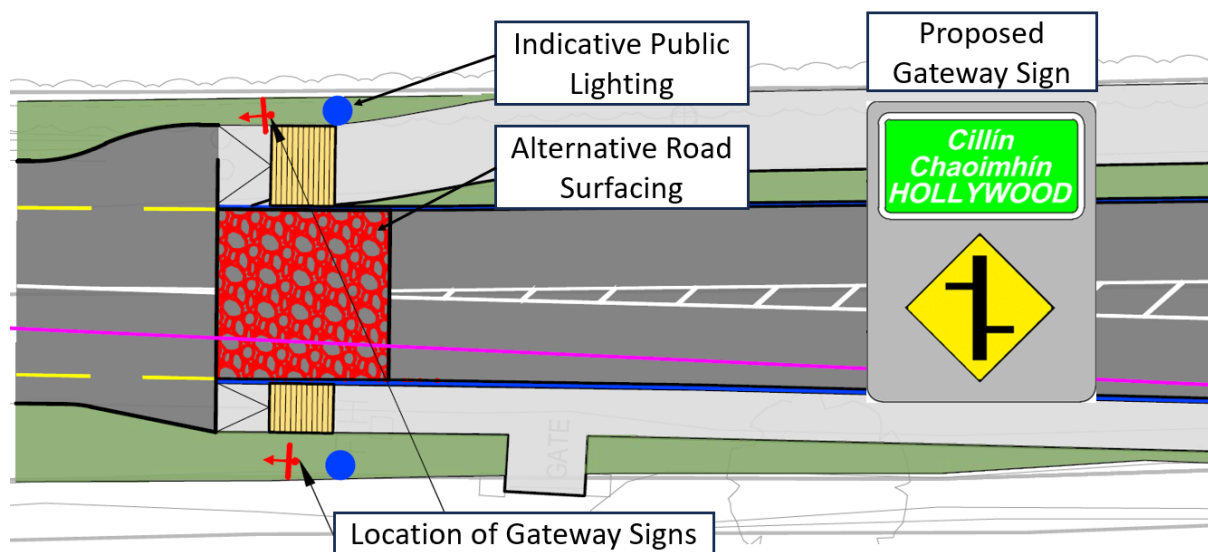 Indicative Public
Lighting
Proposed
Gateway Sign
Cillín
Chaoimhín
HOLLYWOOD
Alternative Road
Surfacing
GATE
Location of Gateway Signs